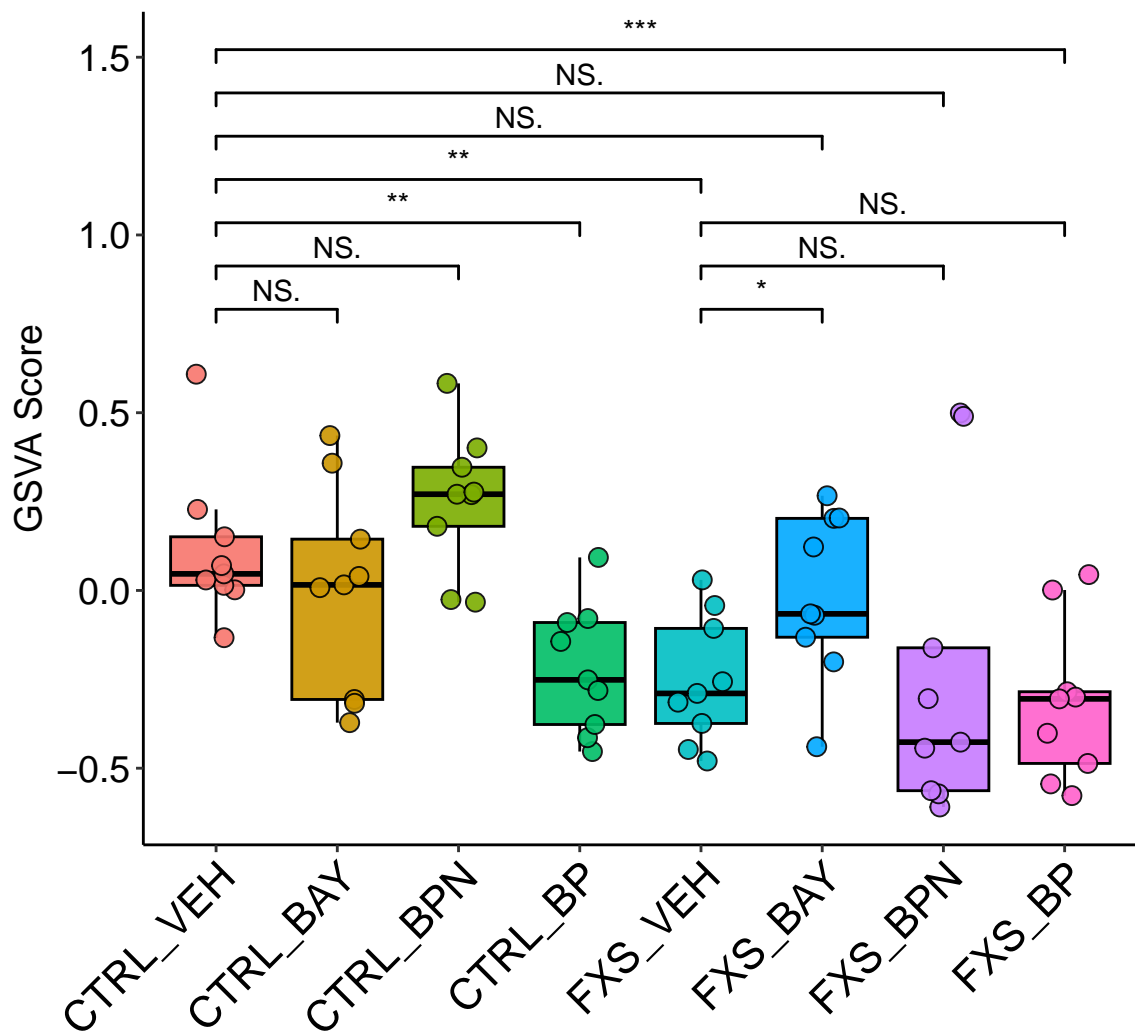 ***
NS.
NS.
**
**
NS.
NS.
NS.
NS.
*
GSVA Score
1.5
1.0
0.5
0.0
−0.5
CTRL_VEH
CTRL_BAY
CTRL_BPN
CTRL_BP
FXS_VEH
FXS_BAY
FXS_BPN
FXS_BP